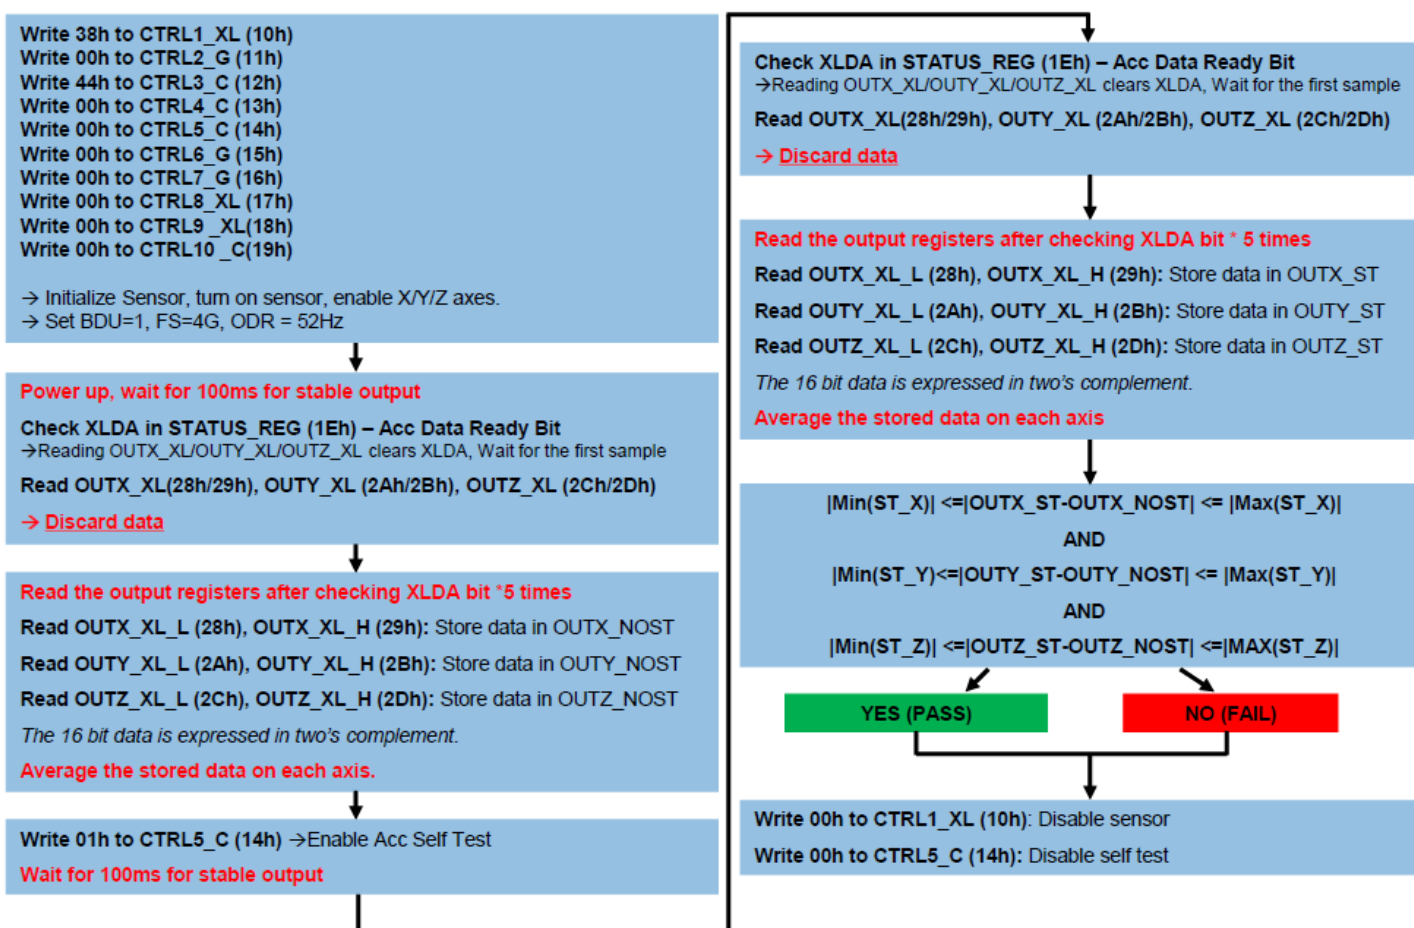 Write 38h to CTRL1_XL (10h)
Write 00h to CTRL2_G (11h)
Write 44h to CTRL3_C (12h)
Write 00h to CTRL4_C (13h)
Write 00h to CTRL5_C (14h)
Write 00h to CTRL6_G (15h)
Write 00h to CTRL7_G (16h)
Write 00h to CTRL8_XL (17h)
Write 00h to CTRL9 _XL(18h)
Write 00h to CTRL10 _C(19h)
→ Initialize Sensor, turn on sensor, enable X/Y/Z axes.
→ Set BDU=1, FS=4G, ODR = 52Hz
Power up, wait for 100ms for stable output
Check XLDA in STATUS_REG (1Eh) – Acc Data Ready Bit
→Reading OUTX_XL/OUTY_XL/OUTZ_XL clears XLDA, Wait for the first sample
Read OUTX_XL(28h/29h), OUTY_XL (2Ah/2Bh), OUTZ_XL (2Ch/2Dh)
→ Discard data
Read the output registers after checking XLDA bit *5 times
Read OUTX_XL_L (28h), OUTX_XL_H (29h): Store data in OUTX_NOST
Read OUTY_XL_L (2Ah), OUTY_XL_H (2Bh): Store data in OUTY_NOST
Read OUTZ_XL_L (2Ch), OUTZ_XL_H (2Dh): Store data in OUTZ_NOST
The 16 bit data is expressed in two's complement.
Average the stored data on each axis.
Write 01h to CTRL5_C (14h) →Enable Acc Self Test
Wait for 100ms for stable output
Check XLDA in STATUS_REG (1Eh) – Acc Data Ready Bit
→Reading OUTX_XL/OUTY_XL/OUTZ_XL clears XLDA, Wait for the first sample
Read OUTX_XL(28h/29h), OUTY_XL (2Ah/2Bh), OUTZ_XL (2Ch/2Dh)
→ Discard data
Read the output registers after checking XLDA bit * 5 times
Read OUTX_XL_L (28h), OUTX_XL_H (29h): Store data in OUTX_ST
Read OUTY_XL_L (2Ah), OUTY_XL_H (2Bh): Store data in OUTY_ST
Read OUTZ_XL_L (2Ch), OUTZ_XL_H (2Dh): Store data in OUTZ_ST
The 16 bit data is expressed in two's complement.
Average the stored data on each axis
|Min(ST_X)| <=|OUTX_ST-OUTX_NOST| <= |Max(ST_X)|
AND
|Min(ST_Y)<=|OUTY_ST-OUTY_NOST| <= |Max(ST_Y)|
AND
|Min(ST_Z)| <=|OUTZ_ST-OUTZ_NOST| <=|MAX(ST_Z)|
YES (PASS)
NO (FAIL)
Write 00h to CTRL1_XL (10h): Disable sensor
Write 00h to CTRL5_C (14h): Disable self test